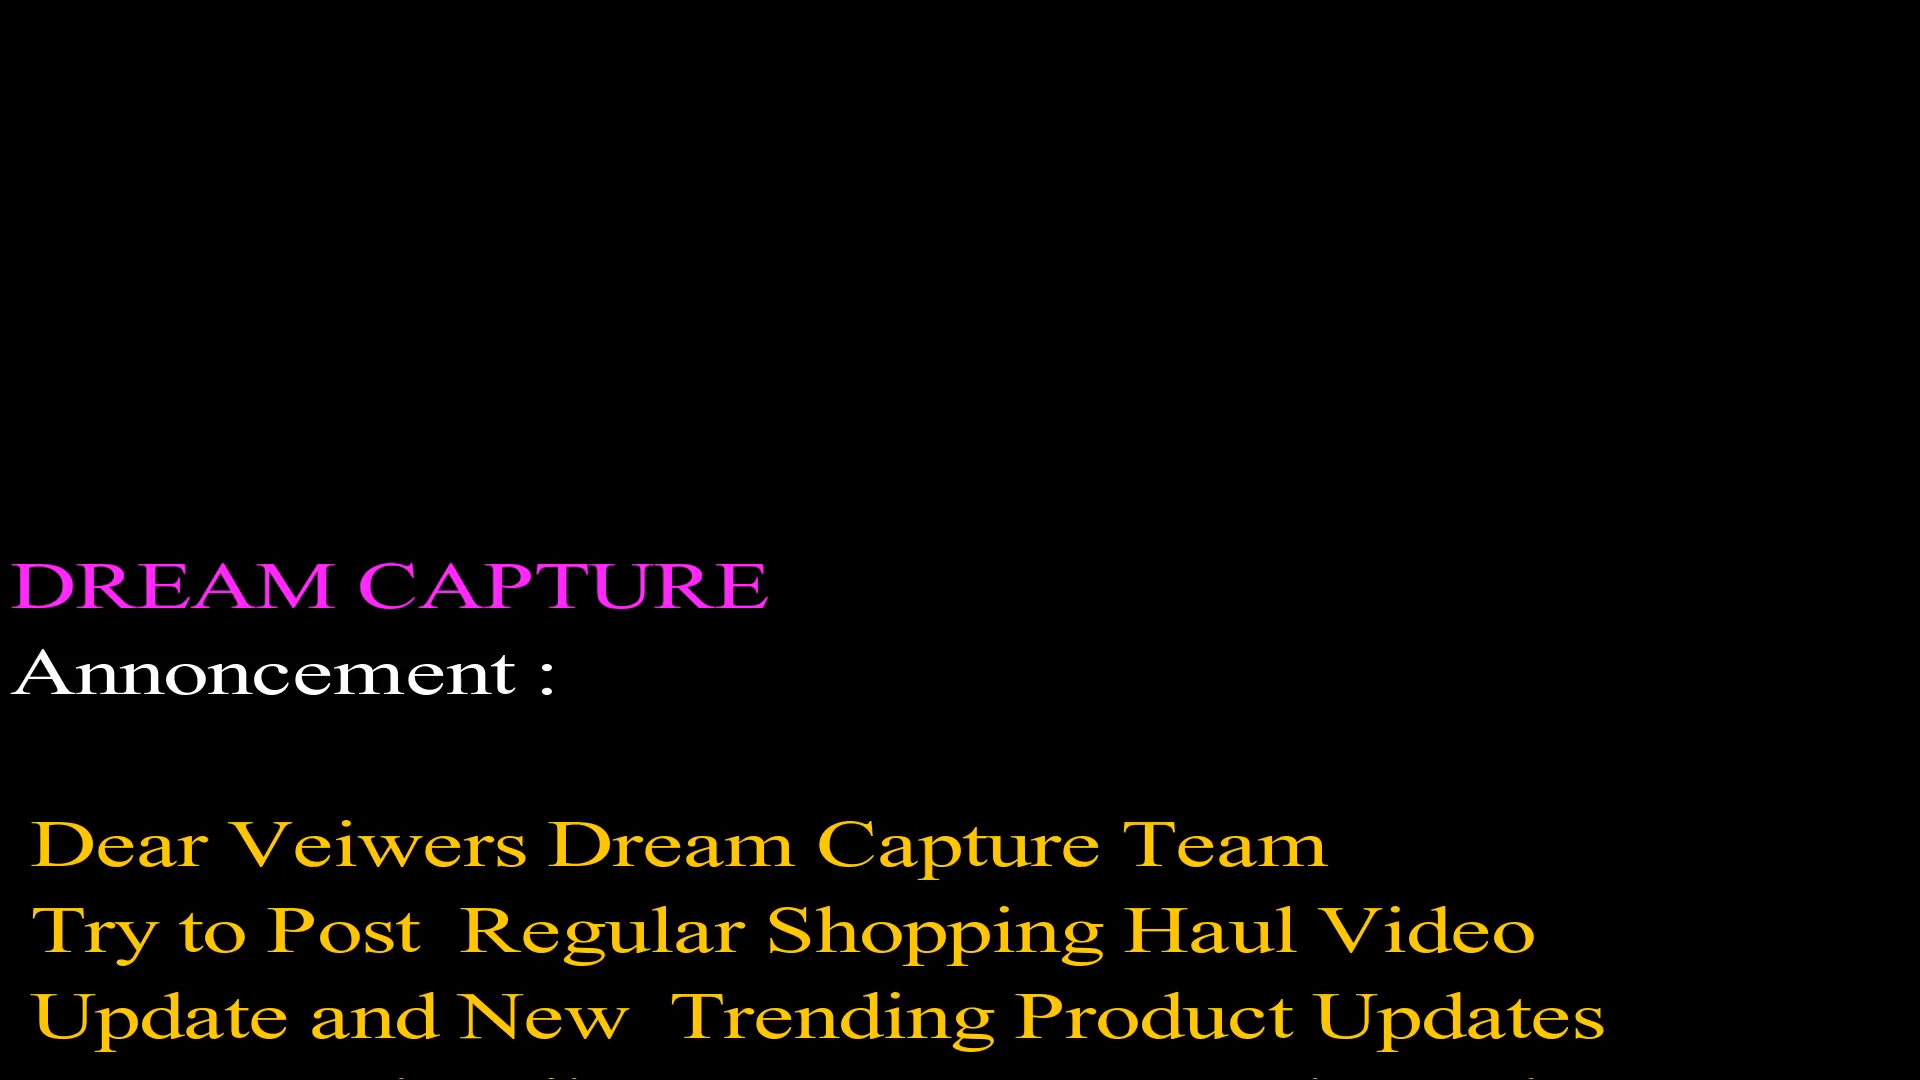 DREAM CAPTURE
Annoncement :
Dear Veiwers Dream Capture Team
Try to Post  Regular Shopping Haul Video
Update and New  Trending Product Updates